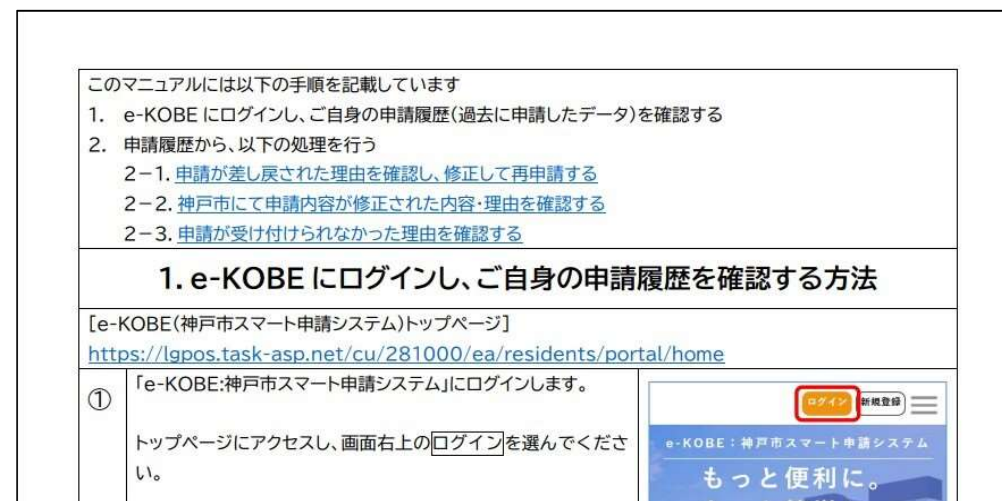 このマニュアルには以下の手順を記載しています
1. e-KOBE にログインし、ご自身の申請履歴(過去に申請したデータ)を確認する
2. 申請履歴から、以下の処理を行う
2－1. 申請が差し戻された理由を確認し、修正して再申請する
2－2. 神戸市にて申請内容が修正された内容・理由を確認する
2－3. 申請が受け付けられなかった理由を確認する
1. e-KOBE にログインし、ご自身の申請履歴を確認する方法
[e-KOBE(神戸市スマート申請システム)トップページ]
https://lgpos.task-asp.net/cu/281000/ea/residents/portal/home
① 「e-KOBE:神戸市スマート申請システム」にログインします。
トップページにアクセスし、画面右上のログインを選んでくださ
い。
ログイン 新規登録
e-KOBE：神戸市スマート申請システム
もっと便利に。